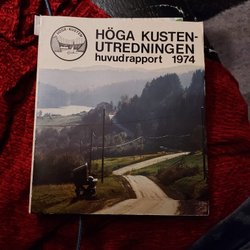 HÖGA KUSTEN-
UTREDNINGEN
huvudrapport 1974